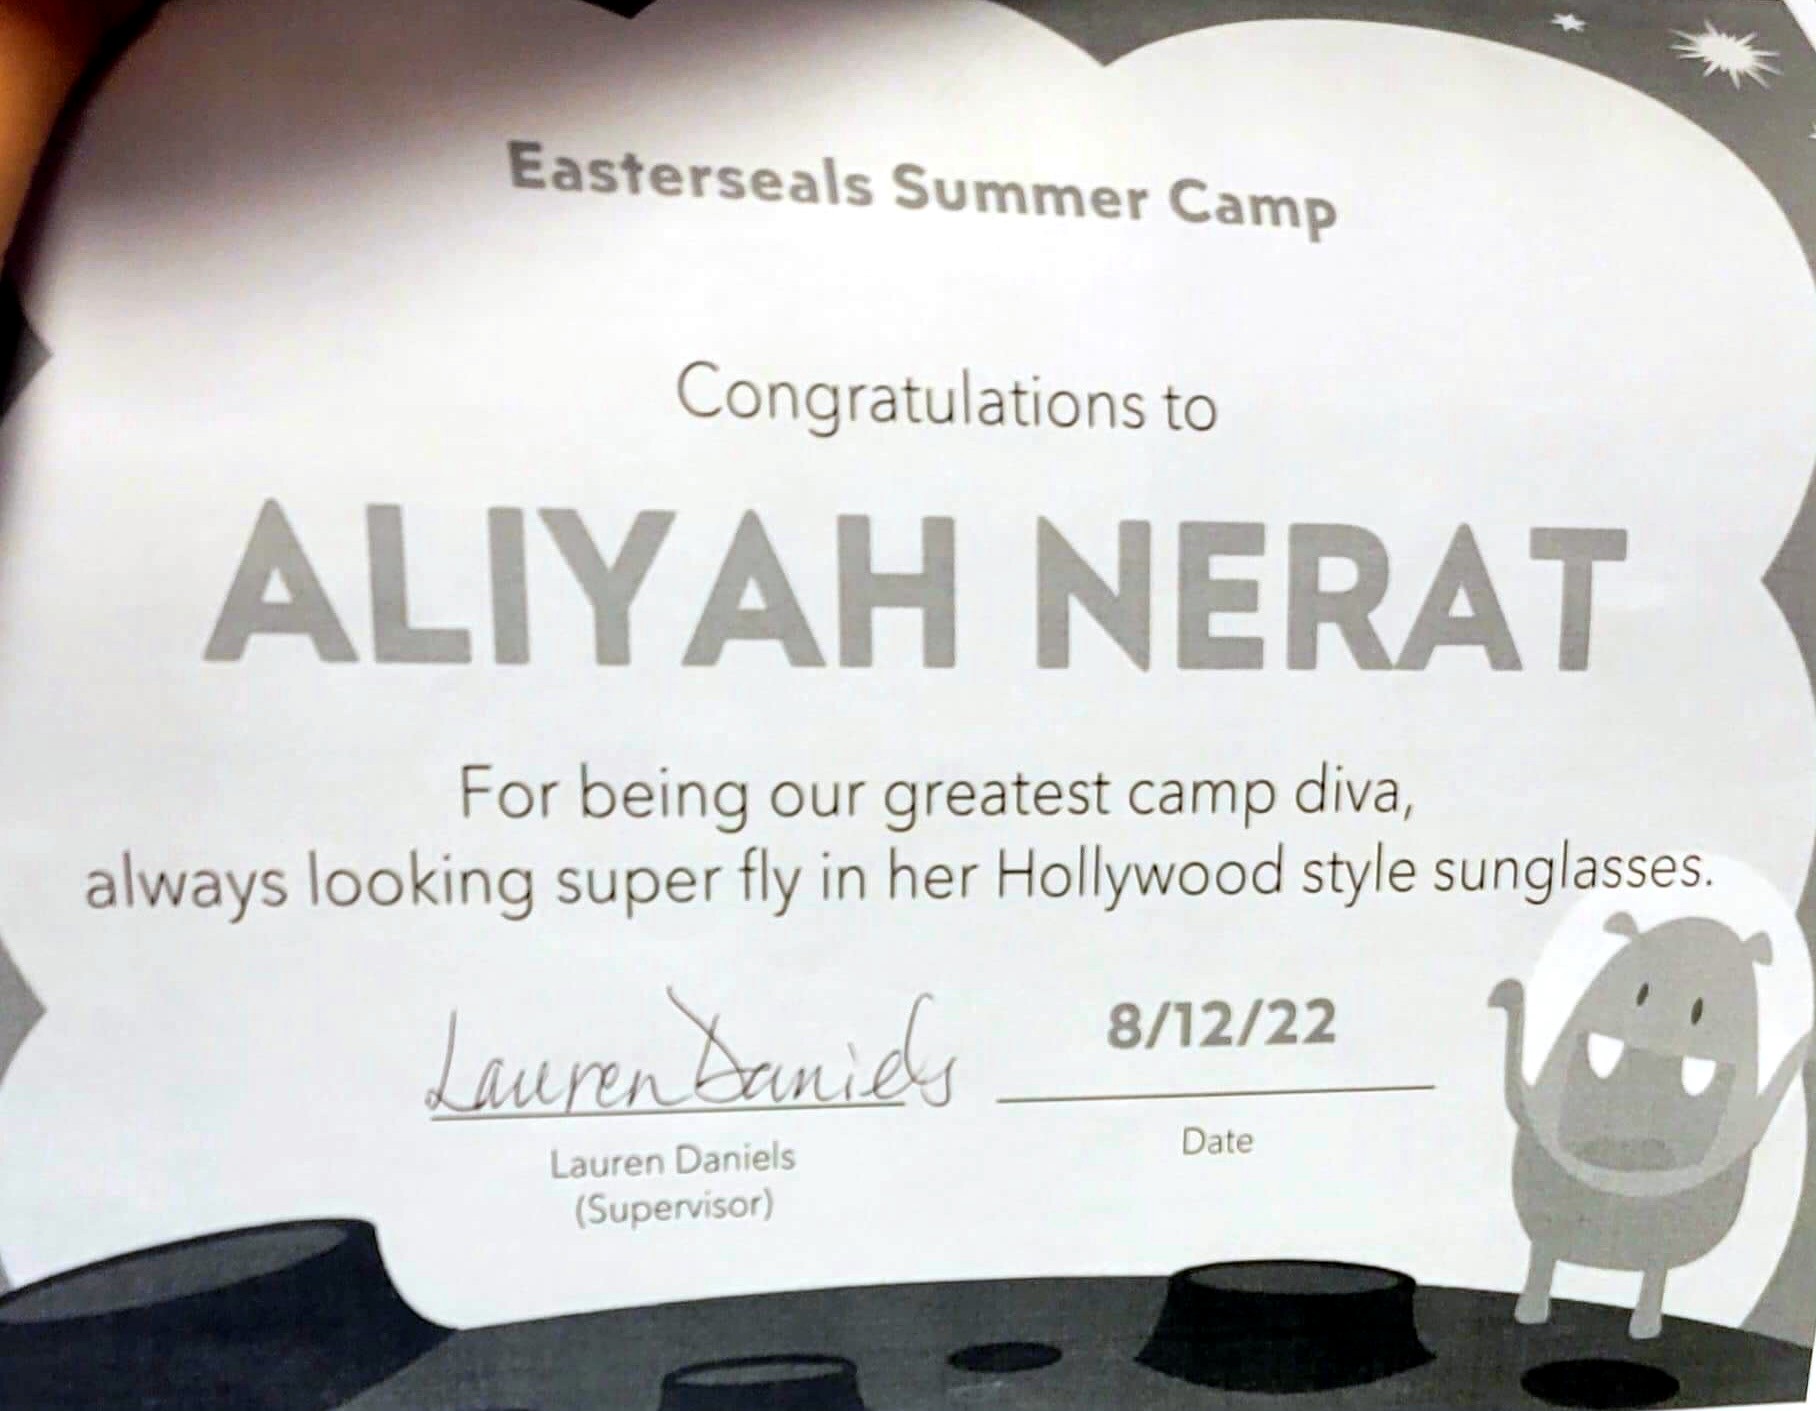 Easterseals Summer Camp
Congratulations to
ALIYAH NERAT
For being our greatest camp diva,
always looking super fly in her Hollywood style sunglasses.
Lauren Daniels
8/12/22
Lauren Daniels
(Supervisor)
Date